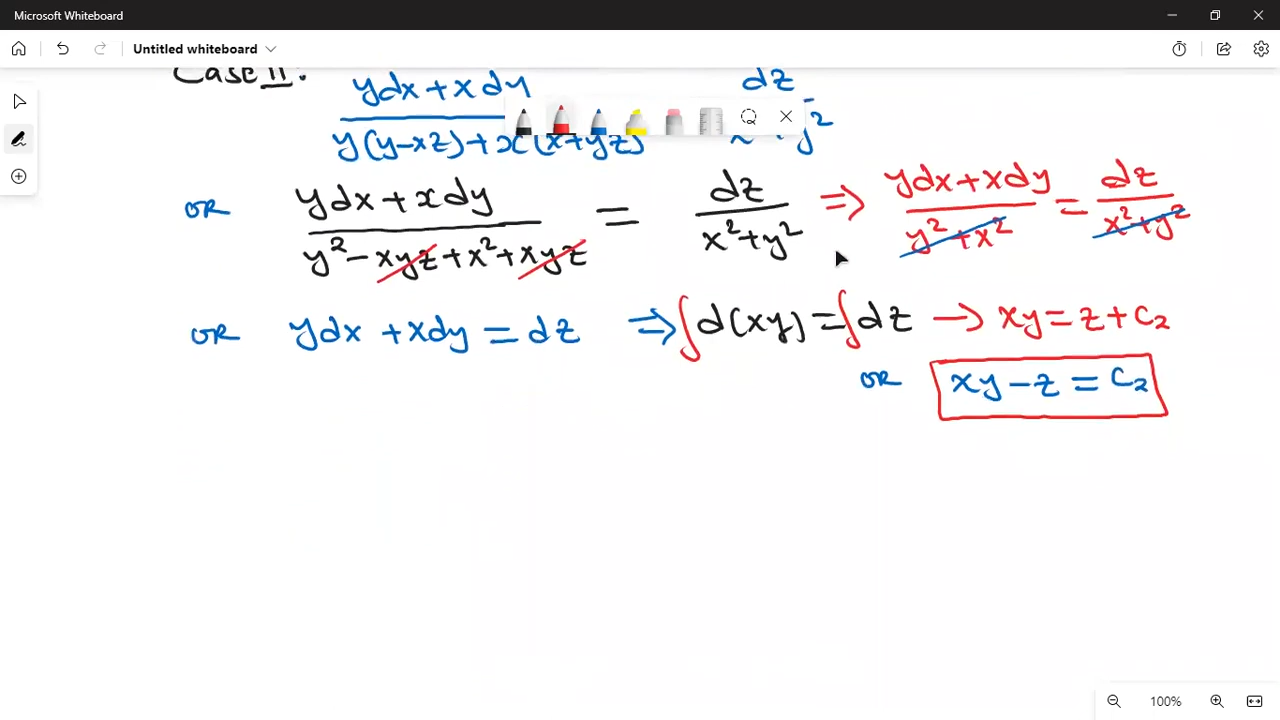 Microsoft Whiteboard
Untitled whiteboard
Case II:
ydx + xdy / y(y-xz) + x(x+yz)  dz / x² + y²
OR ydx + xdy / y² - xyz + x² + xyz = dz / x² + y² ⇒ ydx + xdy / y² + x² = dz / x² + y²
OR ydx + xdy = dz ⇒ ∫d(xy) = ∫dz → xy = z + C₂
OR xy - z = C₂
100%